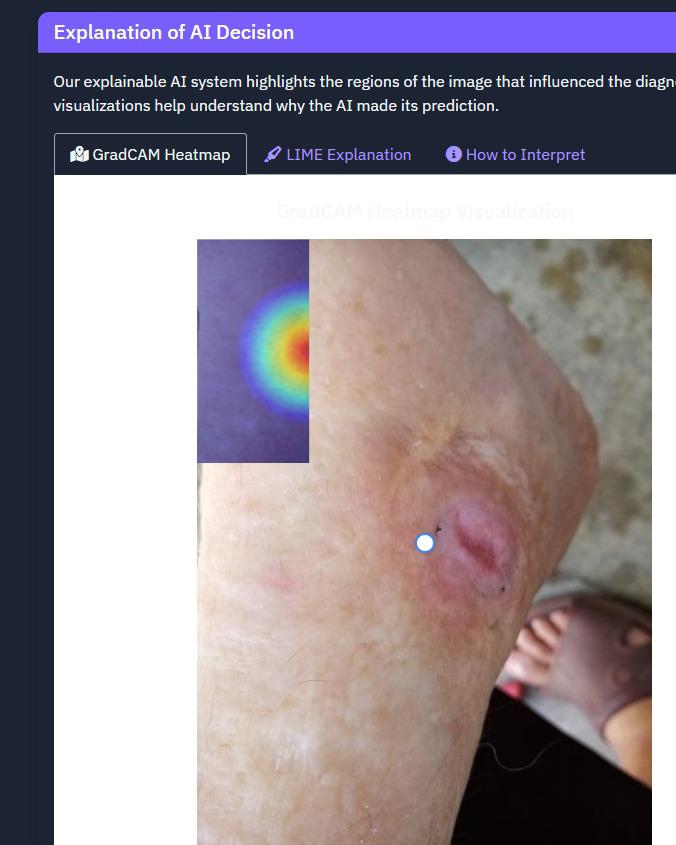 Explanation of AI Decision
Our explainable AI system highlights the regions of the image that influenced the diagn
visualizations help understand why the AI made its prediction.
GradCAM Heatmap
LIME Explanation
How to Interpret
GradCAM Heatmap Visualization